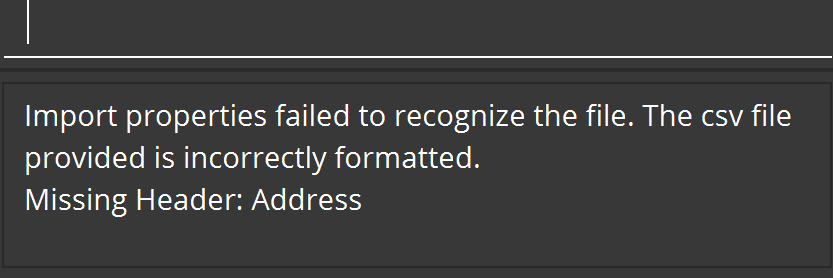 Import properties failed to recognize the file. The csv file
provided is incorrectly formatted.
Missing Header: Address